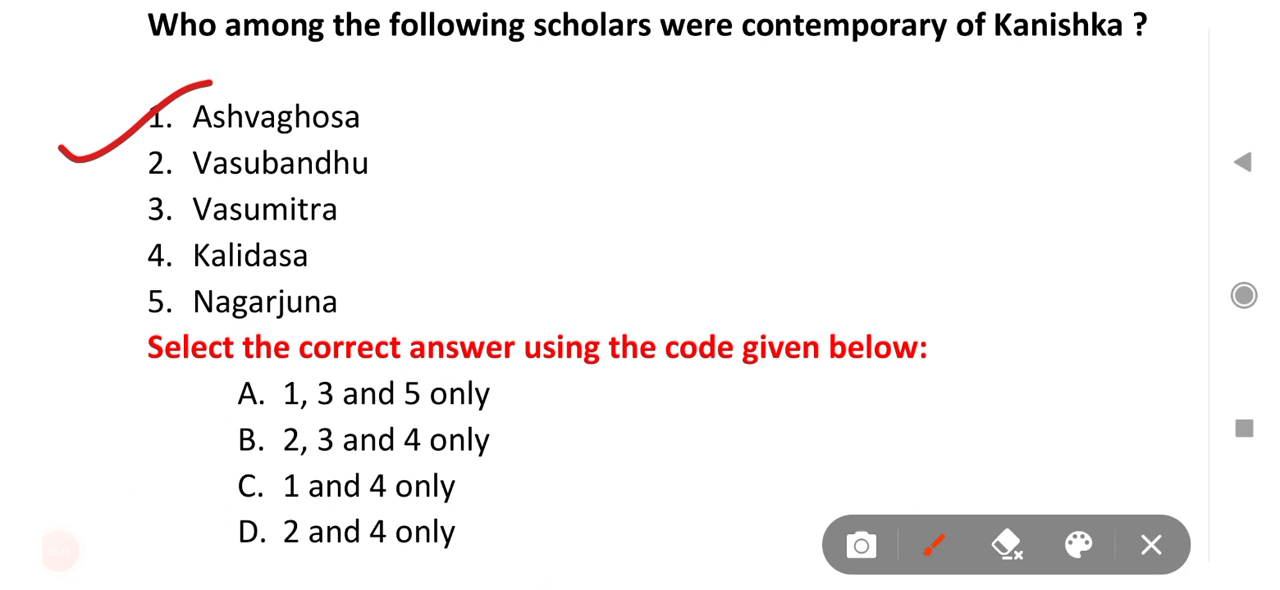 Who among the following scholars were contemporary of Kanishka ?
1. Ashvaghosa
2. Vasubandhu
3. Vasumitra
4. Kalidasa
5. Nagarjuna
Select the correct answer using the code given below:
A. 1, 3 and 5 only
B. 2, 3 and 4 only
C. 1 and 4 only
D. 2 and 4 only